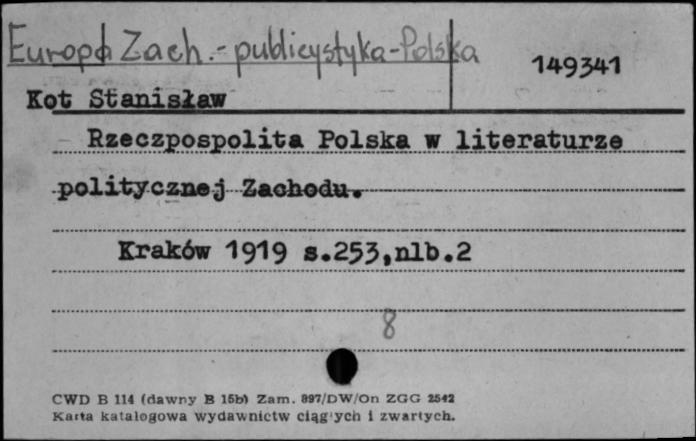 Europa Zach. - publicystyka - Polska
149341
Kot Stanisław
Rzeczpospolita Polska w literaturze
politycznej Zachodu.
Kraków 1919 s.253,nlb.2
8
CWD B 114 (dawny B 15b) Zam. 897/DW/On ZGG 2542
Karta katalogowa wydawnictw ciągłych i zwartych.